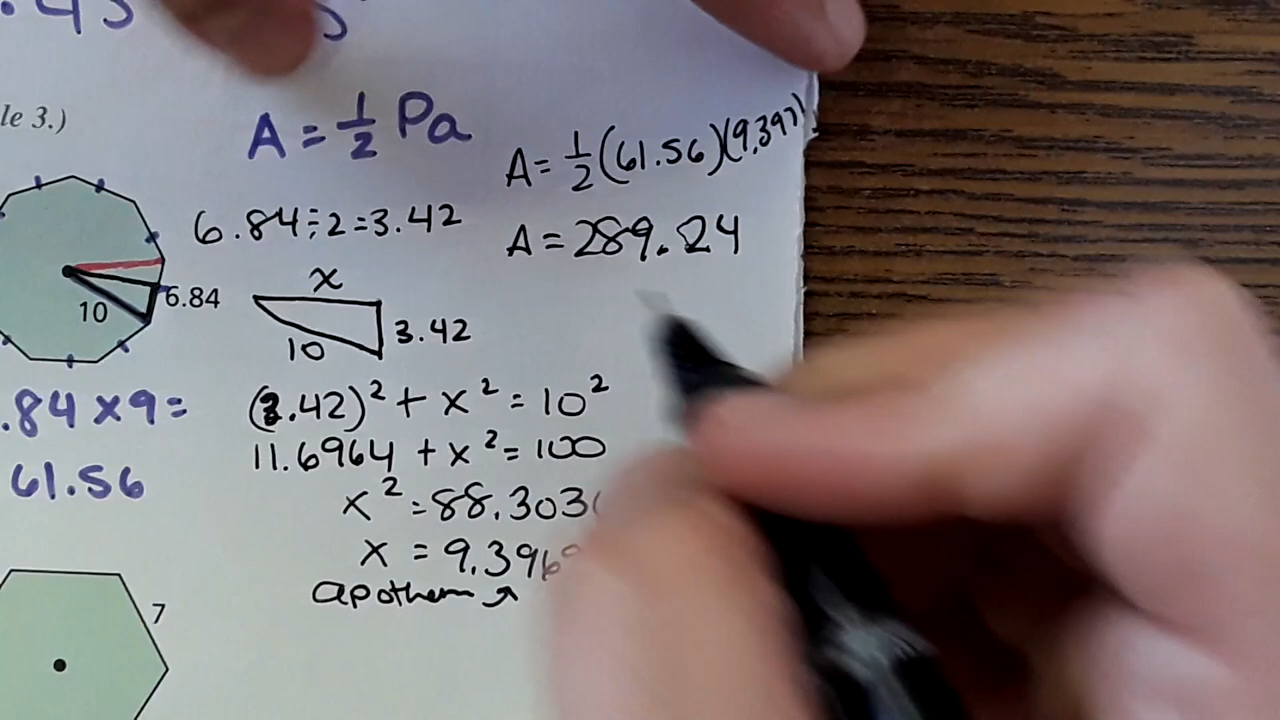 .45
le 3.)
A = 1/2 Pa
A = 1/2 (61.56)(9.397)
6.84 ÷ 2 = 3.42
A = 289.24
x
10
6.84
10
3.42
.84 x 9 =
61.56
(3.42)² + x² = 10²
11.6964 + x² = 100
x² = 88.303
x = 9.396
apothem
7